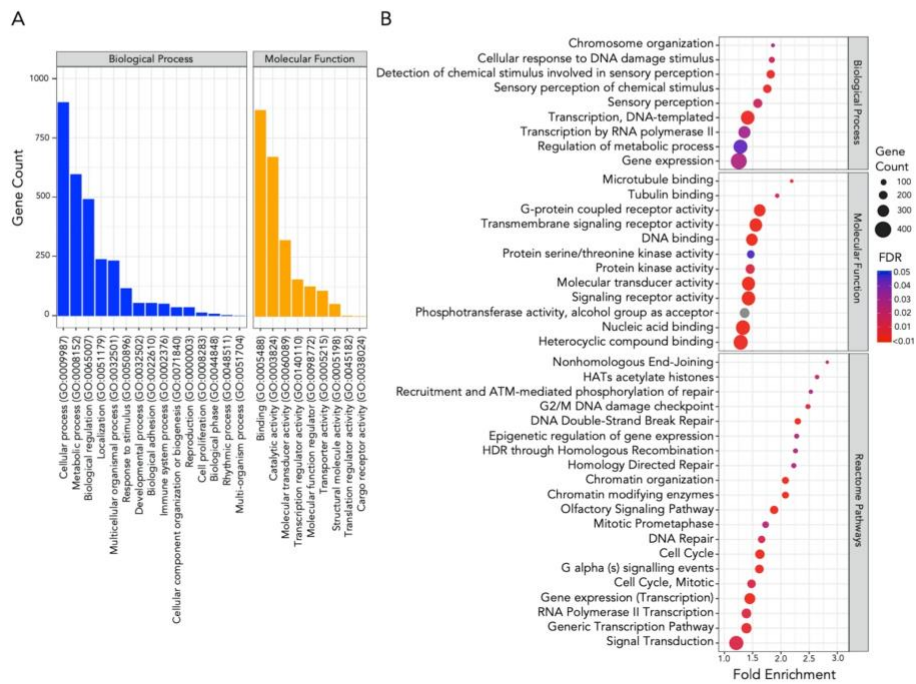 A
Biological Process
Molecular Function
Gene Count
1000
750
500
250
0
Cellular process (GO:0009987)
Metabolic process (GO:0008152)
Biological regulation (GO:0065007)
Localization (GO:0051179)
Multicellular organismal process (GO:0032501)
Response to stimulus (GO:0050896)
Developmental process (GO:0032502)
Biological adhesion (GO:0022610)
Immune system process (GO:0002376)
Cellular component organization or biogenesis (GO:0071840)
Reproduction (GO:0000003)
Cell proliferation (GO:0008283)
Biological phase (GO:0044848)
Rhythmic process (GO:0048511)
Multi-organism process (GO:0051704)
Binding (GO:0005488)
Catalytic activity (GO:0003824)
Molecular transducer activity (GO:0060089)
Transcription regulator activity (GO:0140110)
Molecular function regulator (GO:0098772)
Transporter activity (GO:0005215)
Structural molecule activity (GO:0005198)
Translation regulator activity (GO:0045182)
Cargo receptor activity (GO:0038024)
B
Chromosome organization
Cellular response to DNA damage stimulus
Detection of chemical stimulus involved in sensory perception
Sensory perception of chemical stimulus
Sensory perception
Transcription, DNA-templated
Transcription by RNA polymerase II
Regulation of metabolic process
Gene expression
Biological Process
Microtubule binding
Tubulin binding
G-protein coupled receptor activity
Transmembrane signaling receptor activity
DNA binding
Protein serine/threonine kinase activity
Protein kinase activity
Molecular transducer activity
Signaling receptor activity
Phosphotransferase activity, alcohol group as acceptor
Nucleic acid binding
Heterocyclic compound binding
Molecular Function
Nonhomologous End-Joining
HATs acetylate histones
Recruitment and ATM-mediated phosphorylation of repair
G2/M DNA damage checkpoint
DNA Double-Strand Break Repair
Epigenetic regulation of gene expression
HDR through Homologous Recombination
Homology Directed Repair
Chromatin organization
Chromatin modifying enzymes
Olfactory Signaling Pathway
Mitotic Prometaphase
DNA Repair
Cell Cycle
G alpha (s) signalling events
Cell Cycle, Mitotic
Gene expression (Transcription)
RNA Polymerase II Transcription
Generic Transcription Pathway
Signal Transduction
Reactome Pathways
1.0 1.5 2.0 2.5 3.0
Fold Enrichment
Gene
Count
100
200
300
400
FDR
0.05
0.04
0.03
0.02
0.01
<0.01